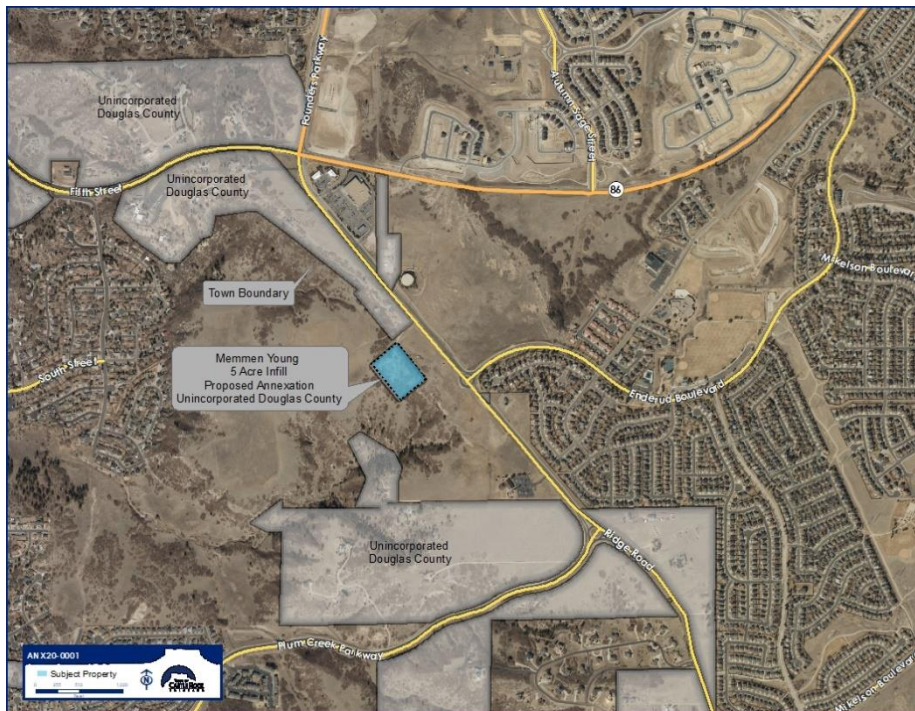 Founders Parkway
Autumn Sage Street
Unincorporated
Douglas County
Unincorporated
Douglas County
Fifth Street
86
Mikelson Boulevard
Town Boundary
Memmen Young
5 Acre Infill
Proposed Annexation
Unincorporated Douglas County
South Street
Enderud Boulevard
Unincorporated
Douglas County
Ridge Road
Plum Creek Parkway
Mikelson Boulevard
ANX20-0001
Subject Property
N